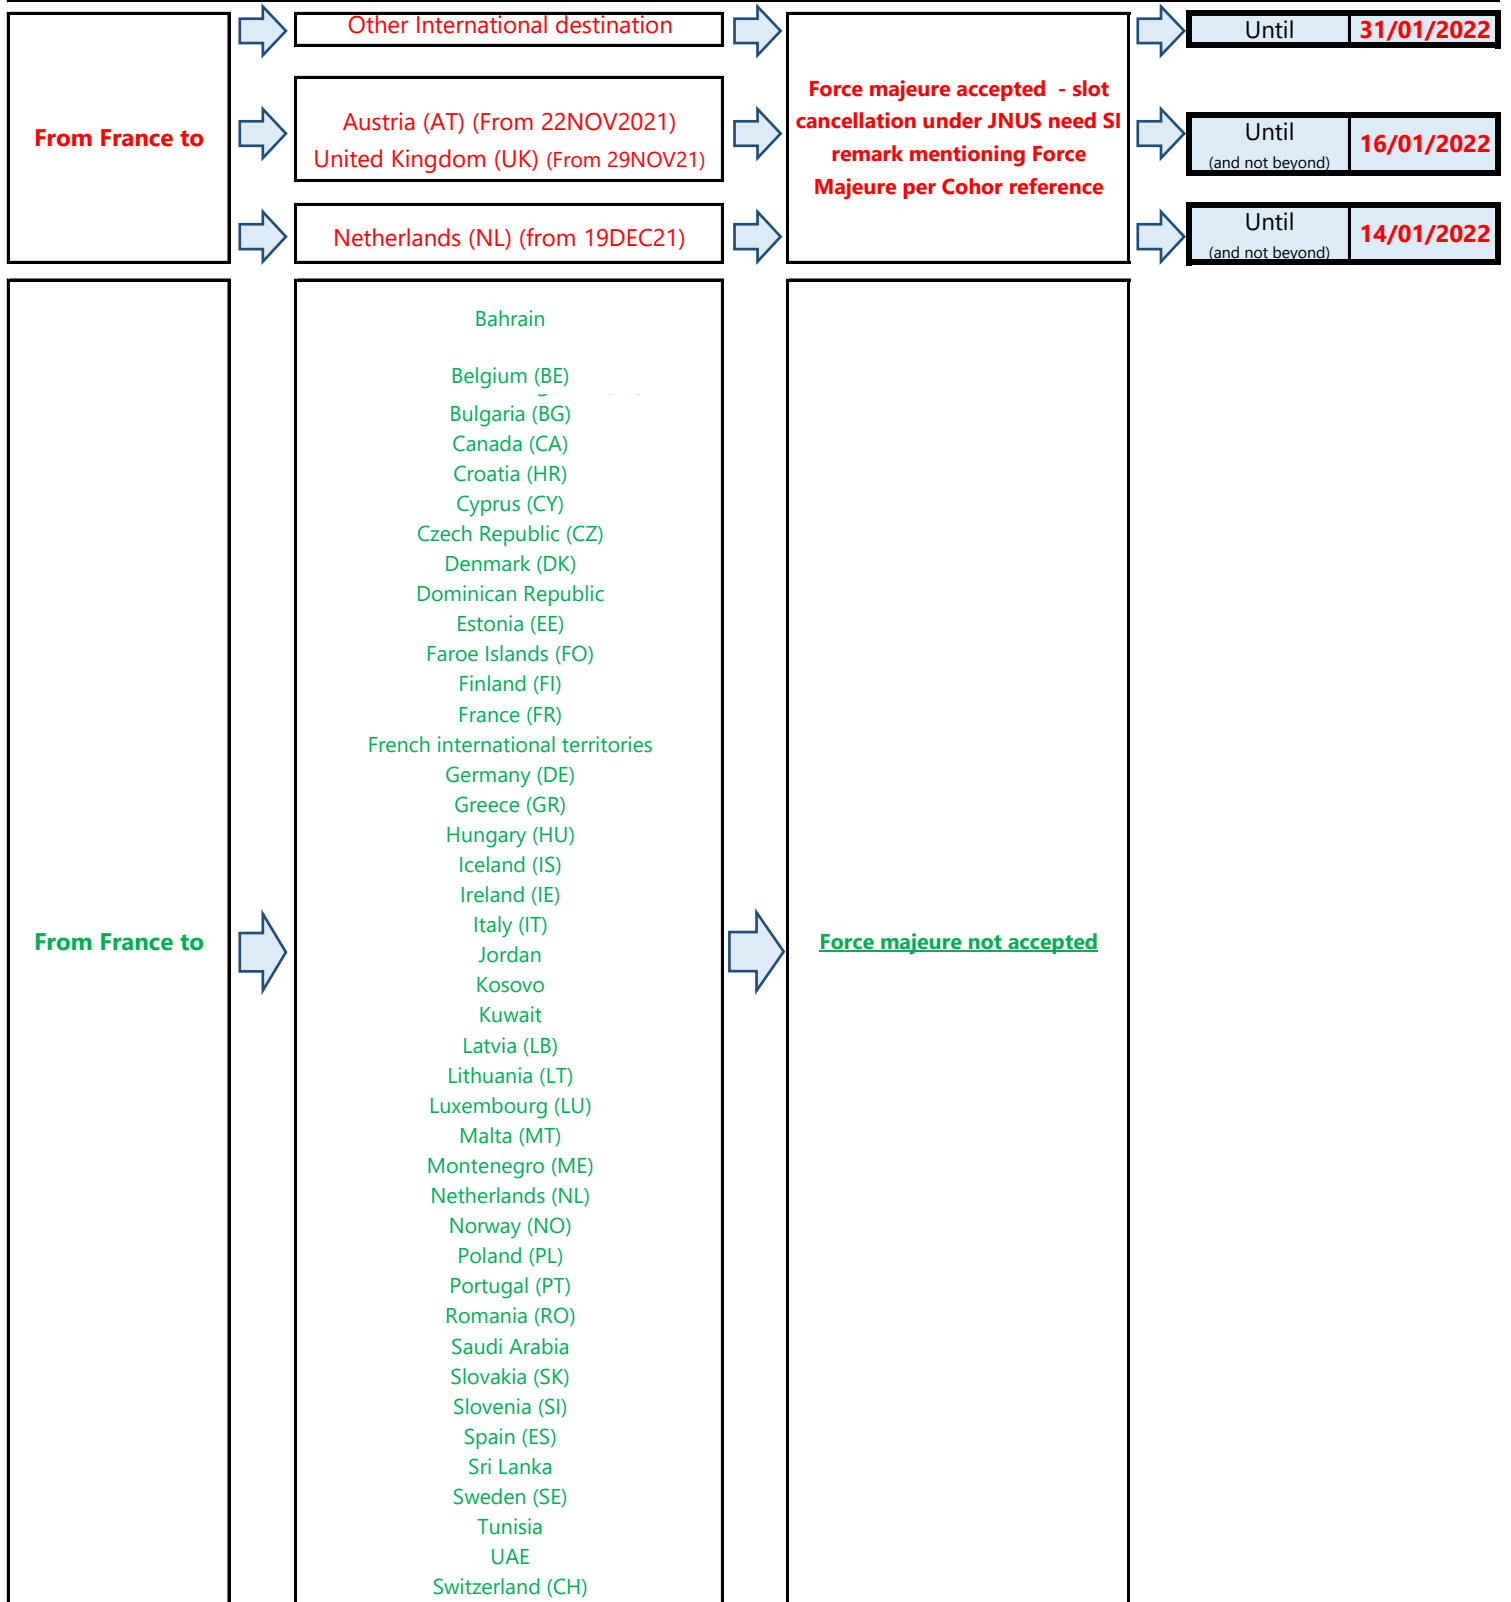 Other International destination
Until 31/01/2022
From France to
Austria (AT) (From 22NOV2021)
United Kingdom (UK) (From 29NOV21)
Force majeure accepted - slot
cancellation under JNUS need SI
remark mentioning Force
Majeure per Cohor reference
Until
(and not beyond)
16/01/2022
Netherlands (NL) (from 19DEC21)
Until
(and not beyond)
14/01/2022
From France to
Bahrain
Belgium (BE)
Bulgaria (BG)
Canada (CA)
Croatia (HR)
Cyprus (CY)
Czech Republic (CZ)
Denmark (DK)
Dominican Republic
Estonia (EE)
Faroe Islands (FO)
Finland (FI)
France (FR)
French international territories
Germany (DE)
Greece (GR)
Hungary (HU)
Iceland (IS)
Ireland (IE)
Italy (IT)
Jordan
Kosovo
Kuwait
Latvia (LB)
Lithuania (LT)
Luxembourg (LU)
Malta (MT)
Montenegro (ME)
Netherlands (NL)
Norway (NO)
Poland (PL)
Portugal (PT)
Romania (RO)
Saudi Arabia
Slovakia (SK)
Slovenia (SI)
Spain (ES)
Sri Lanka
Sweden (SE)
Tunisia
UAE
Switzerland (CH)
Force majeure not accepted